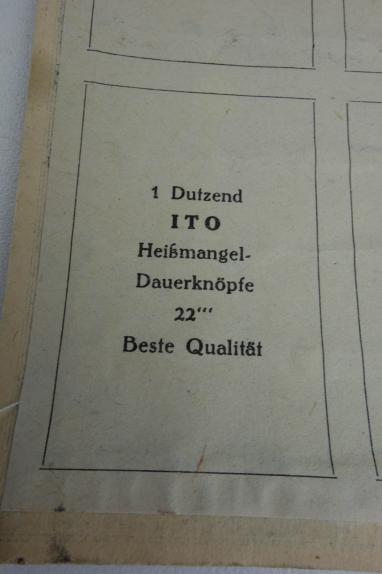 1 Dutzend
ITO
Heißmangel-
Dauerknöpfe
22‴
Beste Qualität